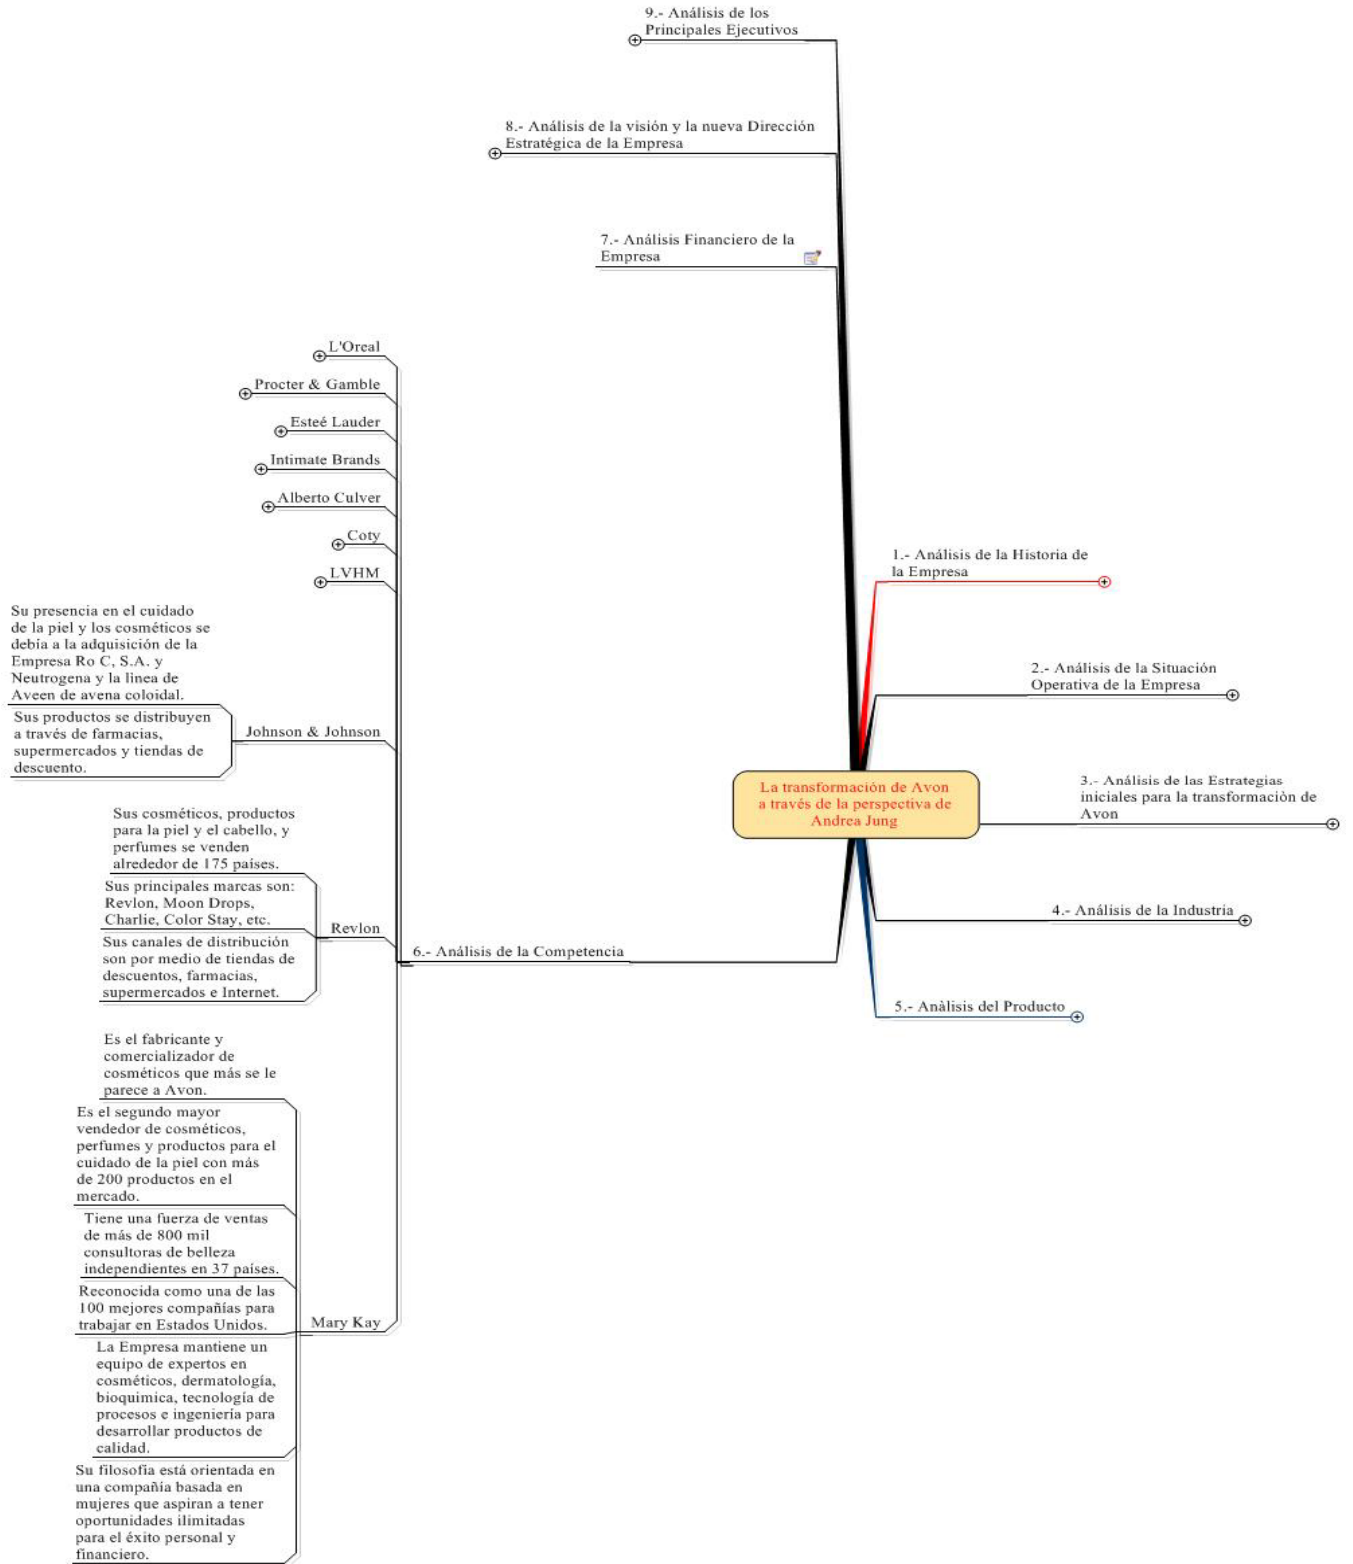 9.- Análisis de los
Principales Ejecutivos
8.- Análisis de la visión y la nueva Dirección
Estratégica de la Empresa
7.- Análisis Financiero de la
Empresa
L'Oreal
Procter & Gamble
Esteé Lauder
Intimate Brands
Alberto Culver
Coty
LVHM
Su presencia en el cuidado
de la piel y los cosméticos se
debía a la adquisición de la
Empresa Ro C, S.A. y
Neutrogena y la linea de
Aveen de avena coloidal.
Sus productos se distribuyen
a través de farmacias,
supermercados y tiendas de
descuento.
Johnson & Johnson
Sus cosméticos, productos
para la piel y el cabello, y
perfumes se venden
alrededor de 175 países.
Sus principales marcas son:
Revlon, Moon Drops,
Charlie, Color Stay, etc.
Sus canales de distribución
son por medio de tiendas de
descuentos, farmacias,
supermercados e Internet.
Revlon
Es el fabricante y
comercializador de
cosméticos que más se le
parece a Avon.
Es el segundo mayor
vendedor de cosméticos,
perfumes y productos para el
cuidado de la piel con más
de 200 productos en el
mercado.
Tiene una fuerza de ventas
de más de 800 mil
consultoras de belleza
independientes en 37 países.
Reconocida como una de las
100 mejores compañías para
trabajar en Estados Unidos.
La Empresa mantiene un
equipo de expertos en
cosméticos, dermatología,
bioquimica, tecnología de
procesos e ingeniería para
desarrollar productos de
calidad.
Su filosofia está orientada en
una compañía basada en
mujeres que aspiran a tener
oportunidades ilimitadas
para el éxito personal y
financiero.
Mary Kay
6.- Análisis de la Competencia
La transformación de Avon
a través de la perspectiva de
Andrea Jung
1.- Análisis de la Historia de
la Empresa
2.- Análisis de la Situación
Operativa de la Empresa
3.- Análisis de las Estrategias
iniciales para la transformaciòn de
Avon
4.- Análisis de la Industria
5.- Anàlisis del Producto